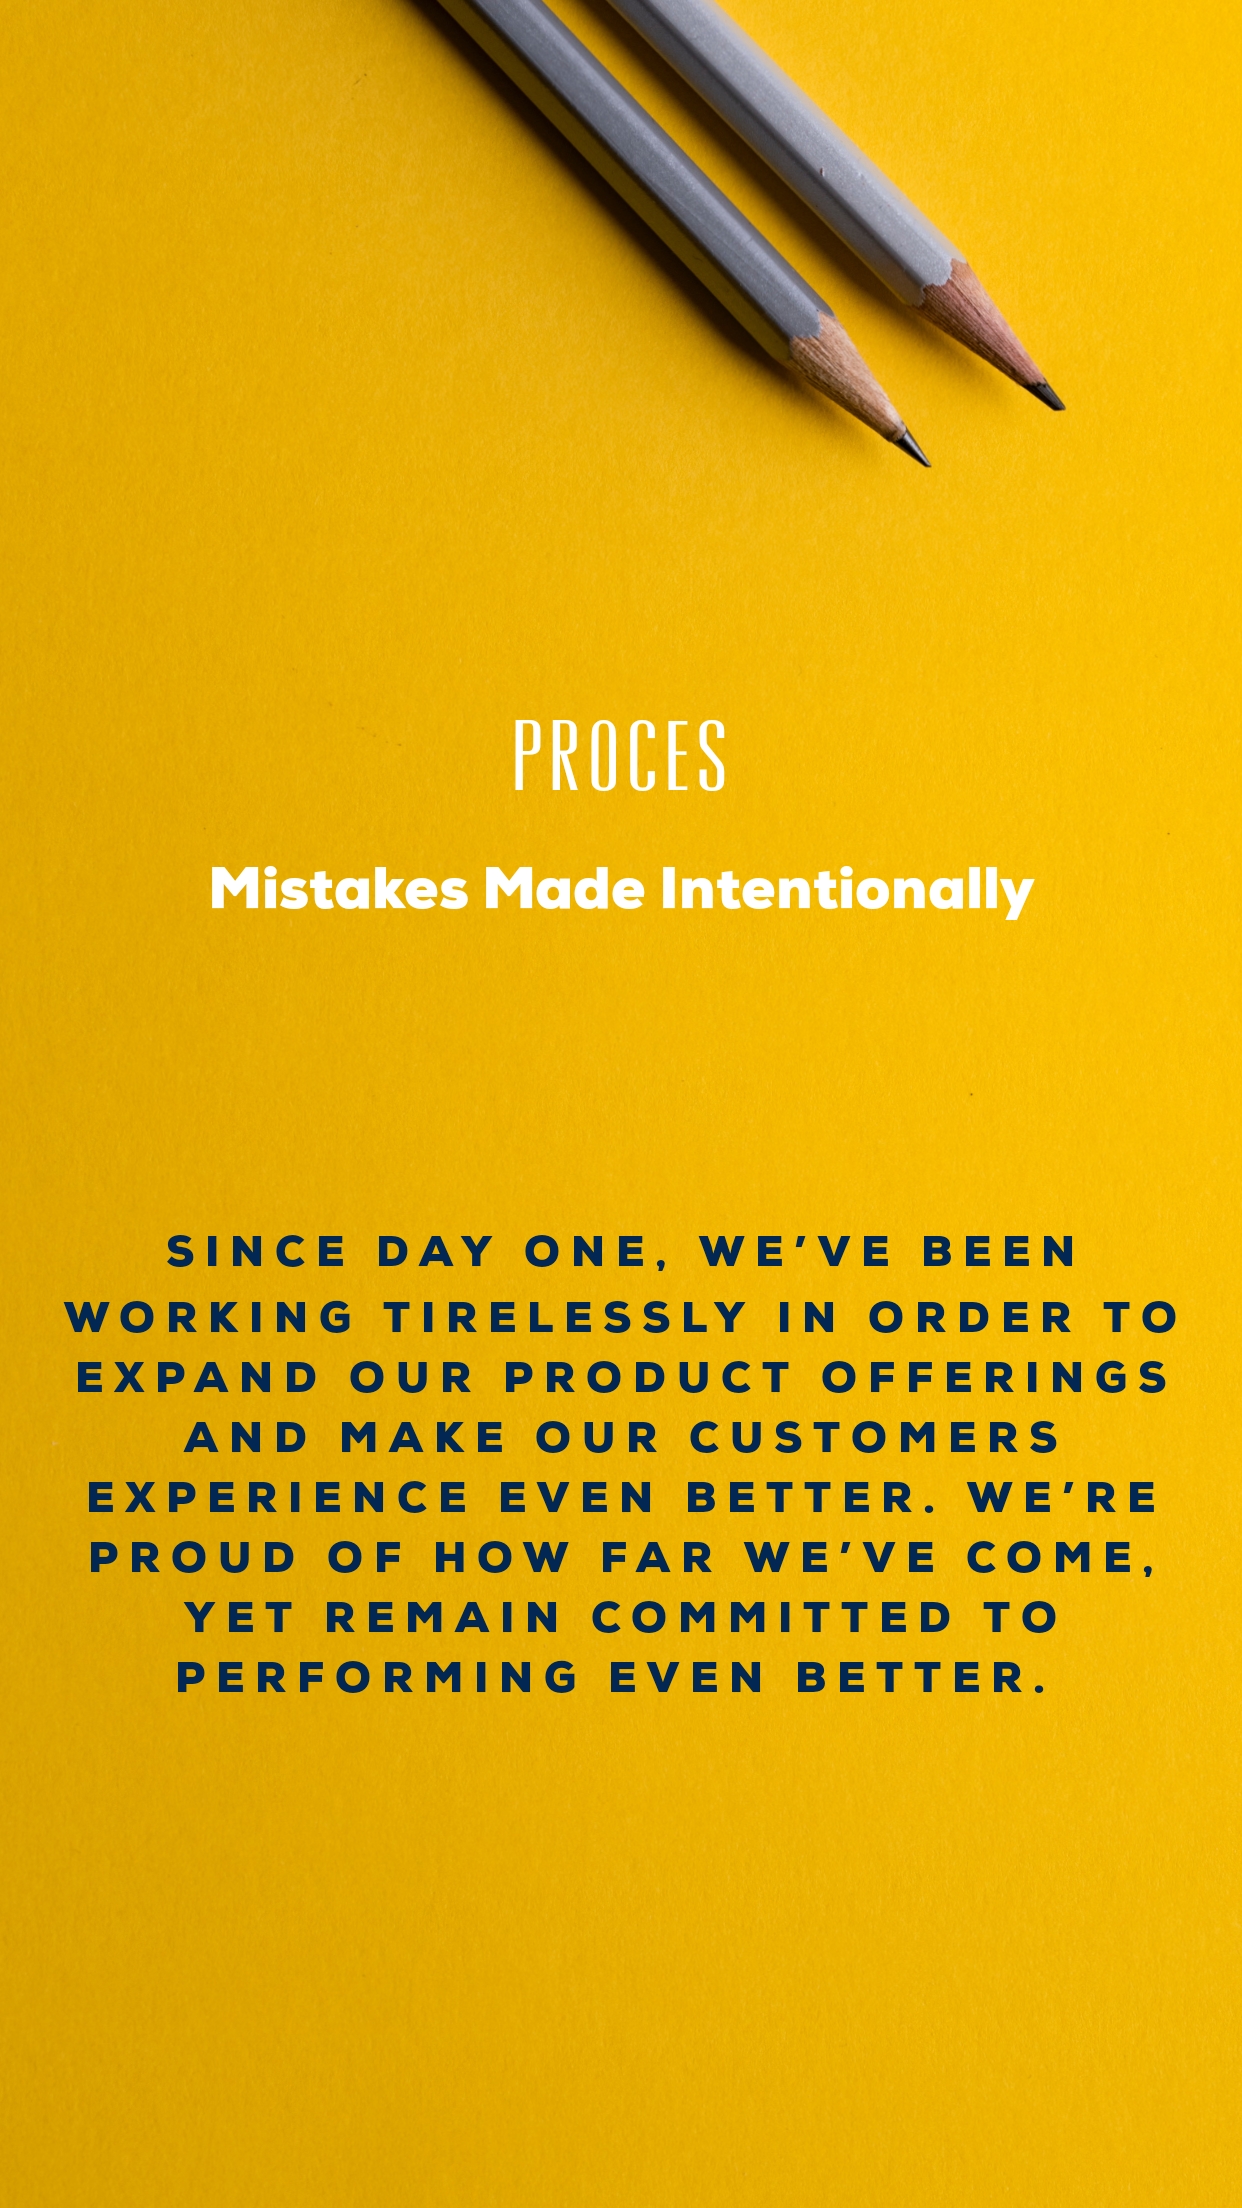 PROCES
Mistakes Made Intentionally
SINCE DAY ONE, WE’VE BEEN
WORKING TIRELESSLY IN ORDER TO
EXPAND OUR PRODUCT OFFERINGS
AND MAKE OUR CUSTOMERS
EXPERIENCE EVEN BETTER. WE’RE
PROUD OF HOW FAR WE’VE COME,
YET REMAIN COMMITTED TO
PERFORMING EVEN BETTER.